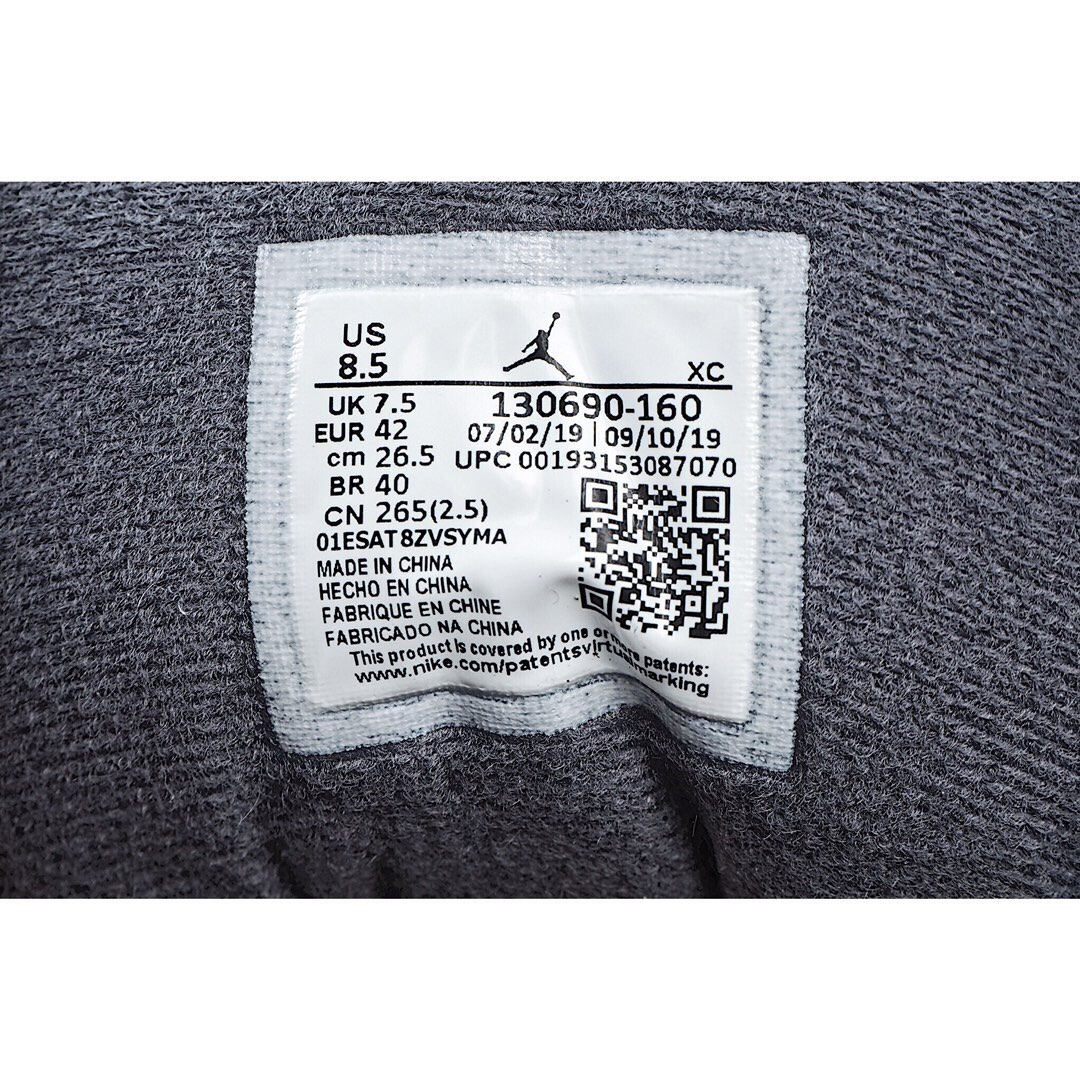 US
8.5
XC
UK 7.5
130690-160
EUR 42
07/02/19 | 09/10/19
cm 26.5
UPC 00193153087070
BR 40
CN 265(2.5)
01ESAT8ZVSYMA
MADE IN CHINA
HECHO EN CHINA
FABRIQUE EN CHINE
FABRICADO NA CHINA
This product is covered by one or more patents:
www.nike.com/patentsvirtualmarking